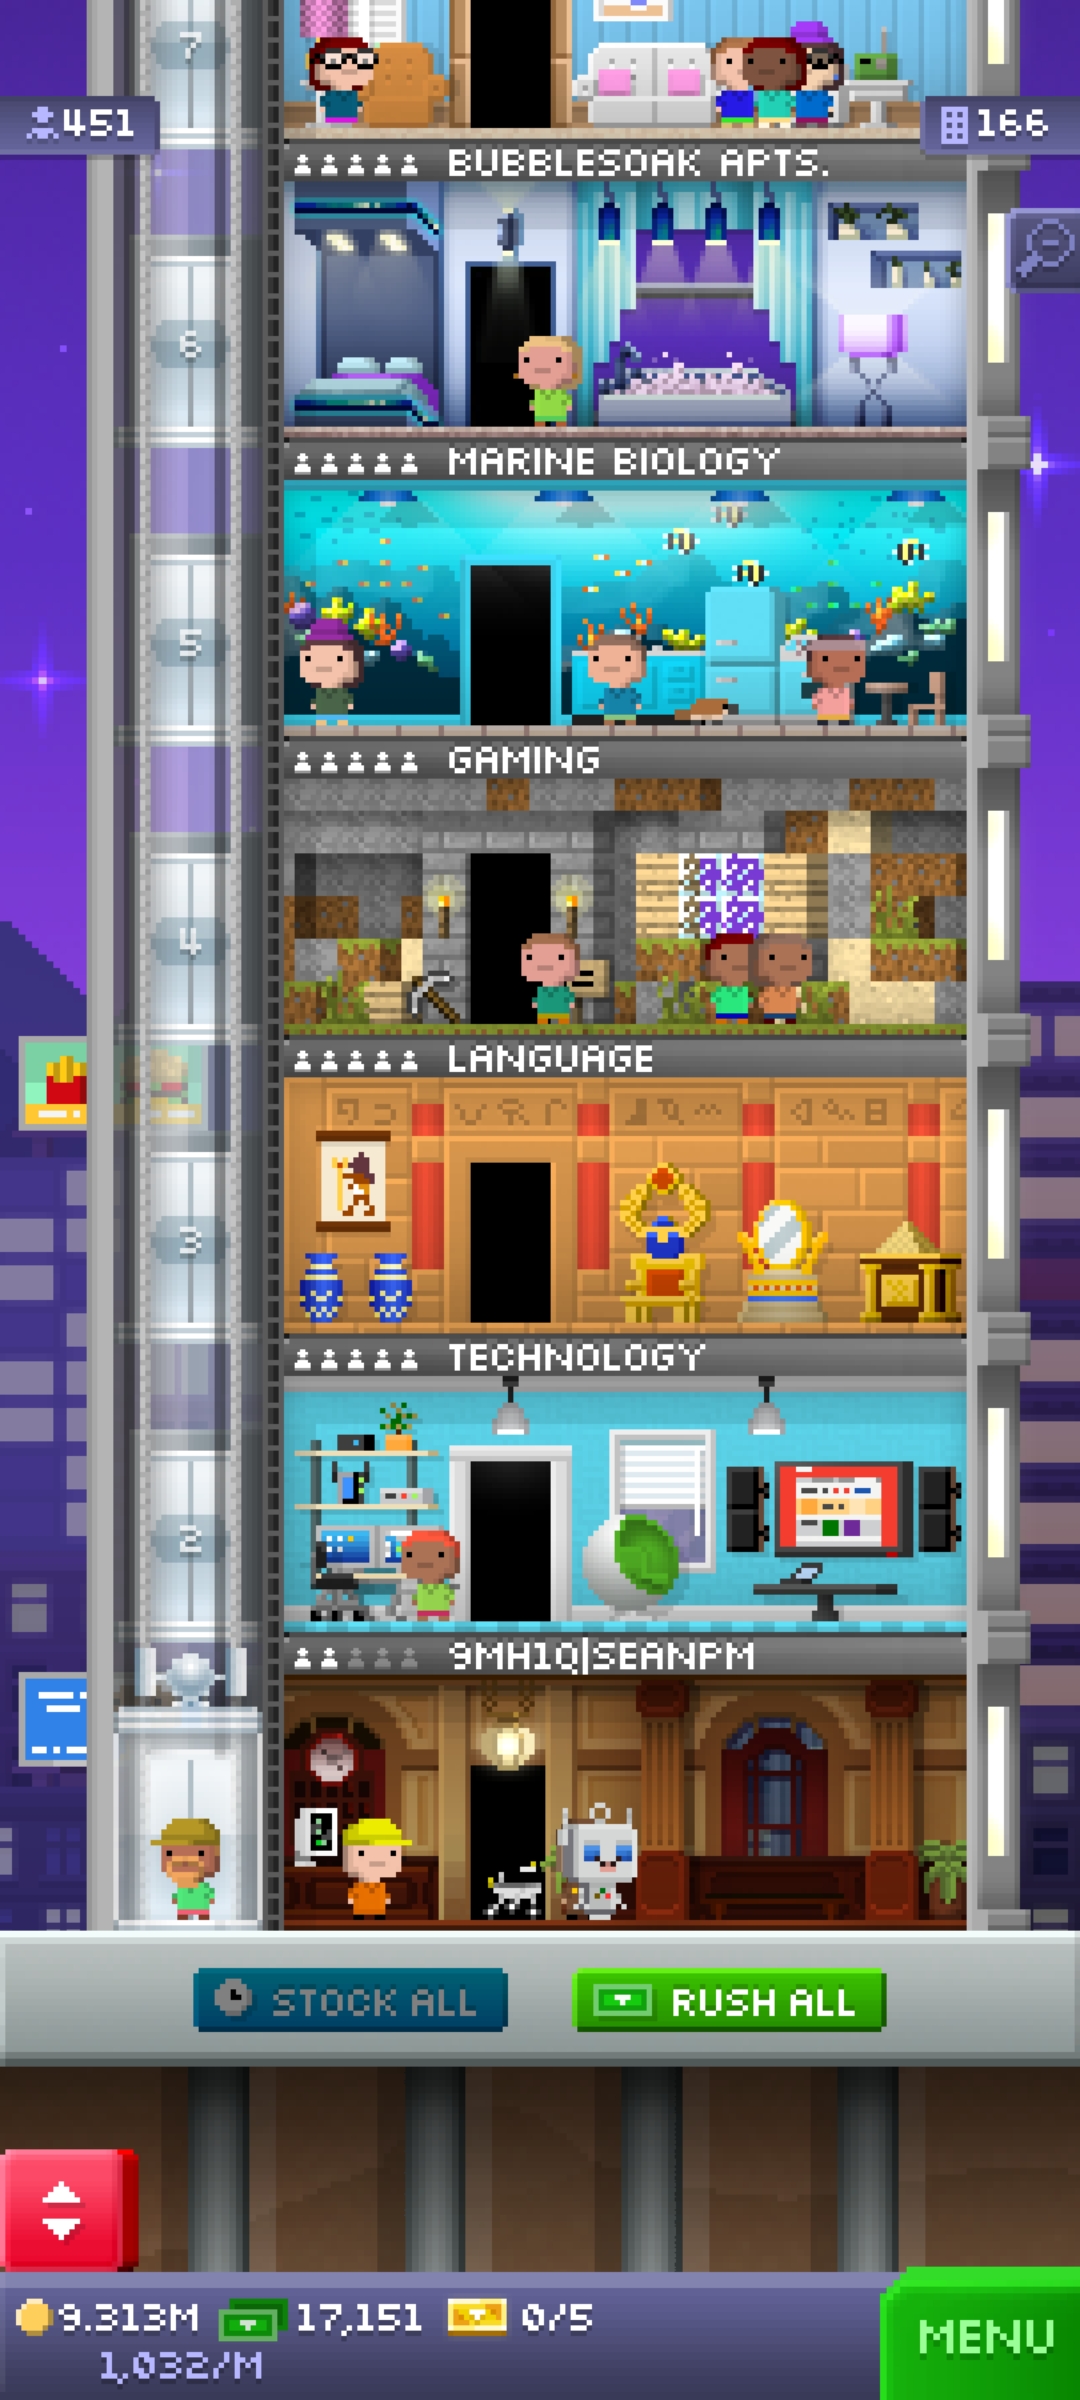 7
451
166
BUBBLESOAK APTS.
6
MARINE BIOLOGY
5
GAMING
4
LANGUAGE
3
TECHNOLOGY
2
9MH1Q|SEANPM
STOCK ALL
RUSH ALL
9.313M
17,151
0/5
1,032/M
MENU